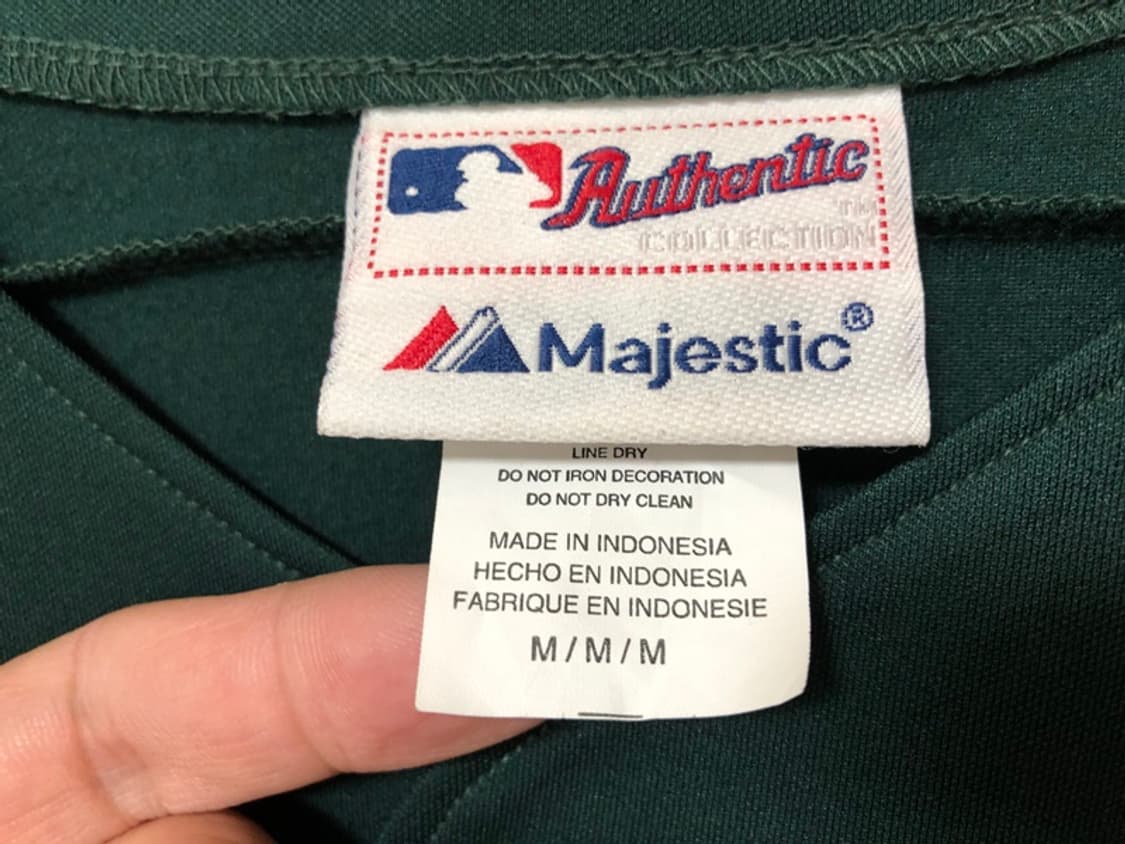 Authentic
TM
COLLECTION
Majestic®
LINE DRY
DO NOT IRON DECORATION
DO NOT DRY CLEAN
MADE IN INDONESIA
HECHO EN INDONESIA
FABRIQUE EN INDONESIE
M / M / M